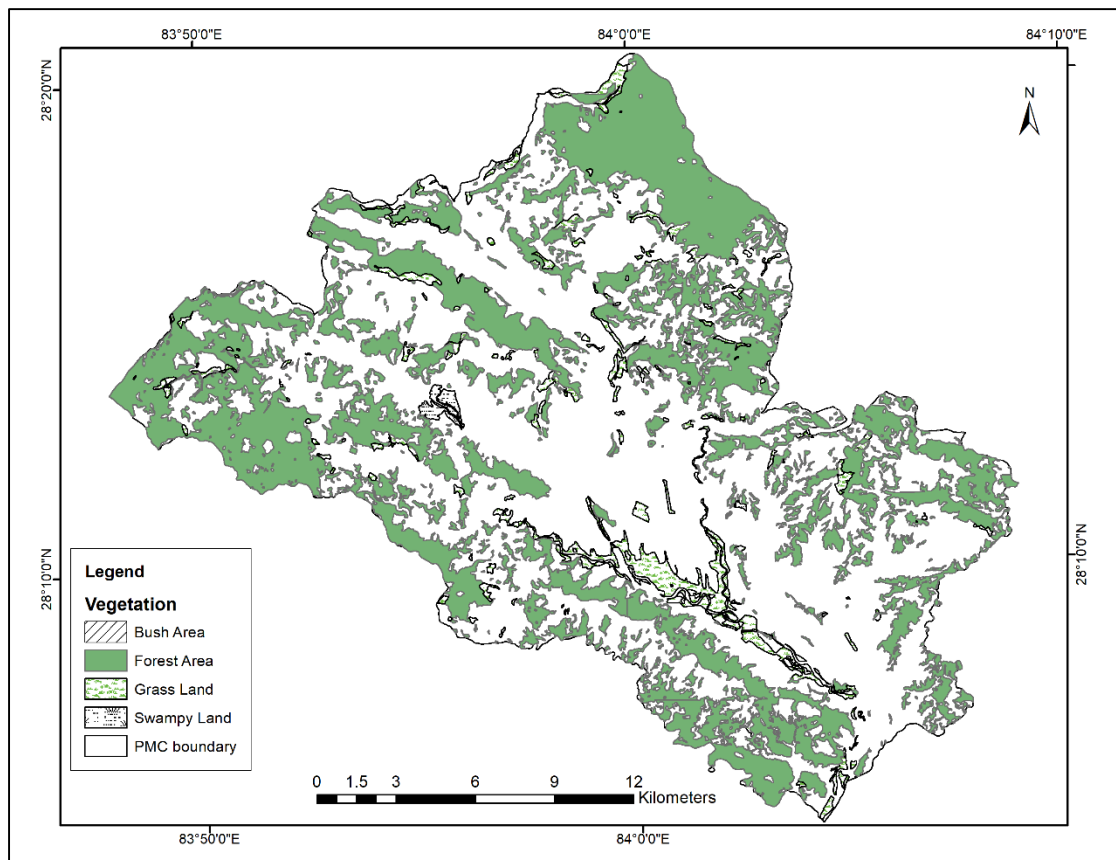 83°50'0"E 84°0'0"E 84°10'0"E
28°20'0"N
N
28°10'0"N
28°10'0"N
Legend
Vegetation
Bush Area
Forest Area
Grass Land
Swampy Land
PMC boundary
0 1.5 3 6 9 12
Kilometers
83°50'0"E 84°0'0"E